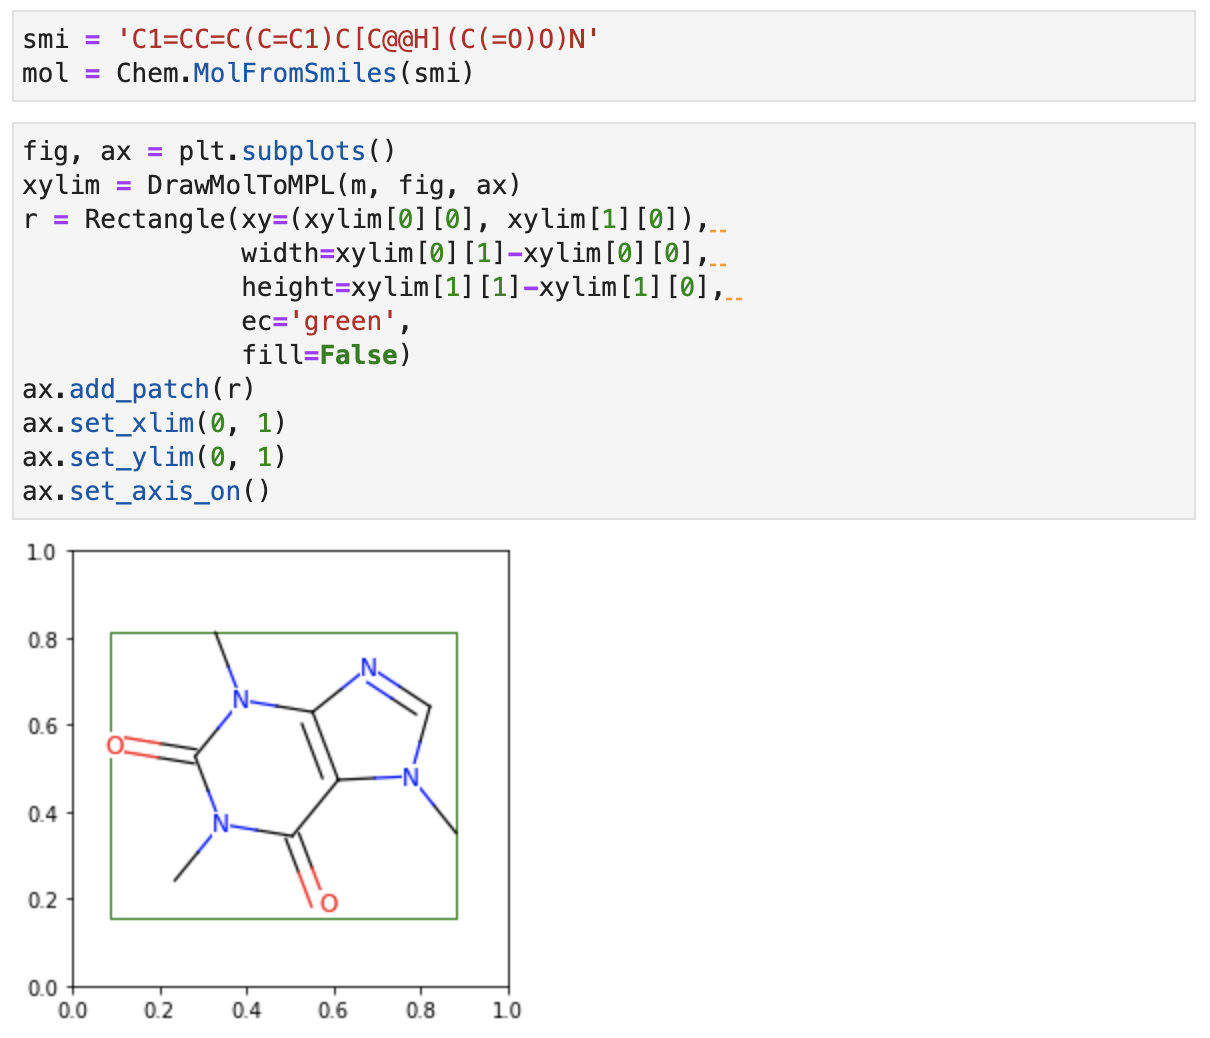 smi = 'C1=CC=C(C=C1)C[C@@H](C(=O)O)N'
mol = Chem.MolFromSmiles(smi)
fig, ax = plt.subplots()
xylim = DrawMolToMPL(m, fig, ax)
r = Rectangle(xy=(xylim[0][0], xylim[1][0]),
              width=xylim[0][1]-xylim[0][0],
              height=xylim[1][1]-xylim[1][0],
              ec='green',
              fill=False)
ax.add_patch(r)
ax.set_xlim(0, 1)
ax.set_ylim(0, 1)
ax.set_axis_on()
1.0
0.8
N
N
0.6
O
N
0.4
N
0.2
O
0.0
0.0 0.2 0.4 0.6 0.8 1.0